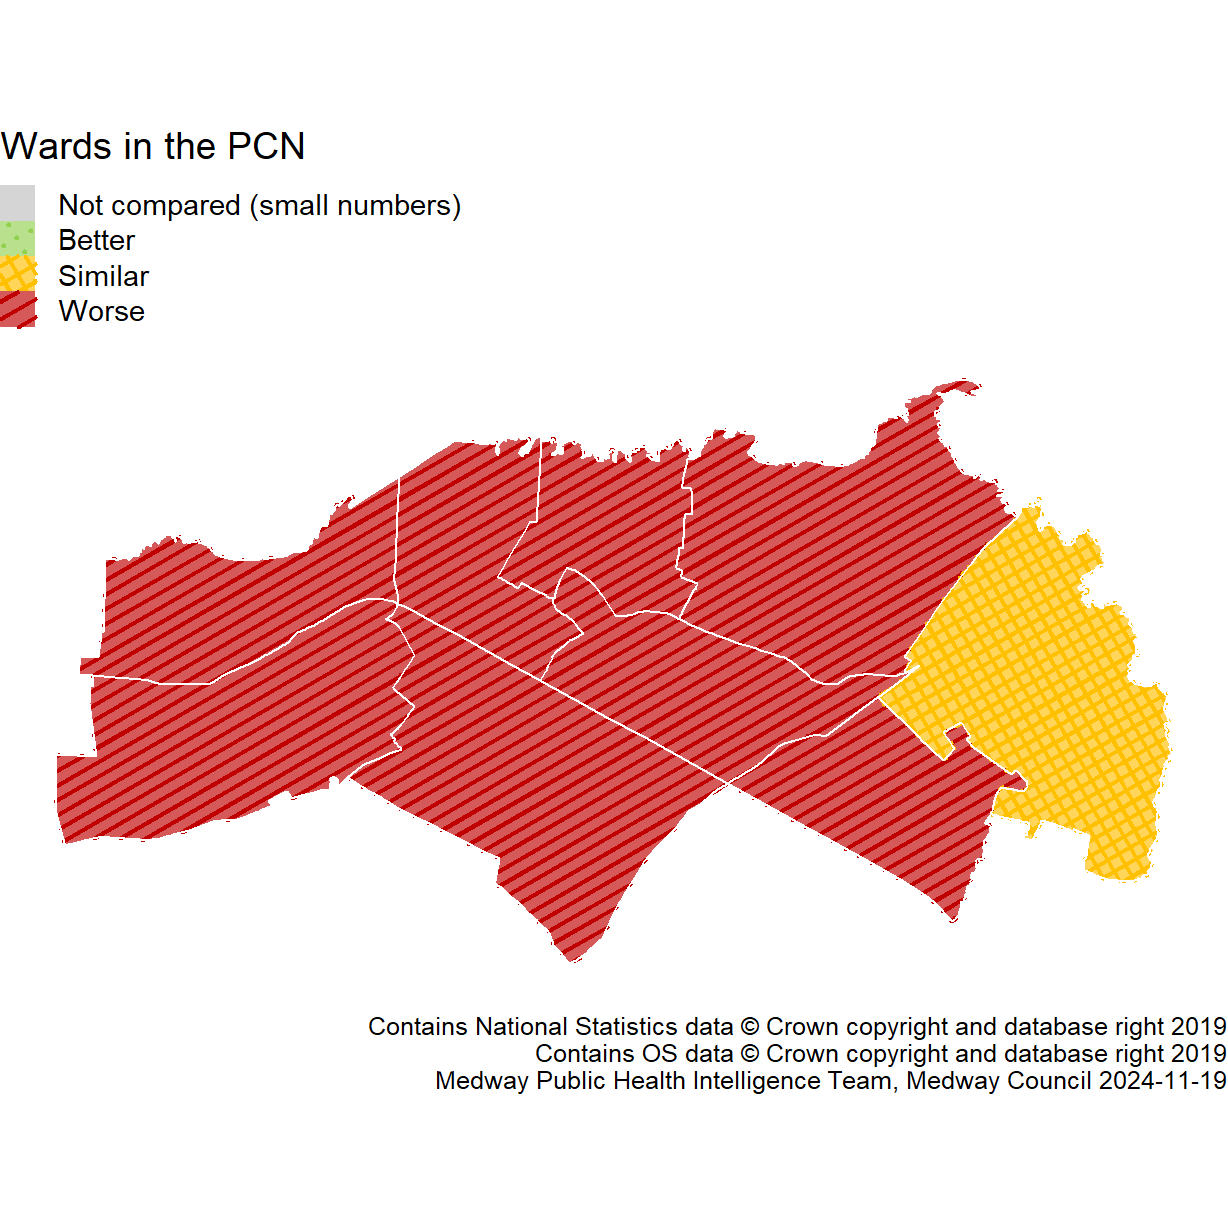 Wards in the PCN
Not compared (small numbers)
Better
Similar
Worse
Contains National Statistics data © Crown copyright and database right 2019
Contains OS data © Crown copyright and database right 2019
Medway Public Health Intelligence Team, Medway Council 2024-11-19